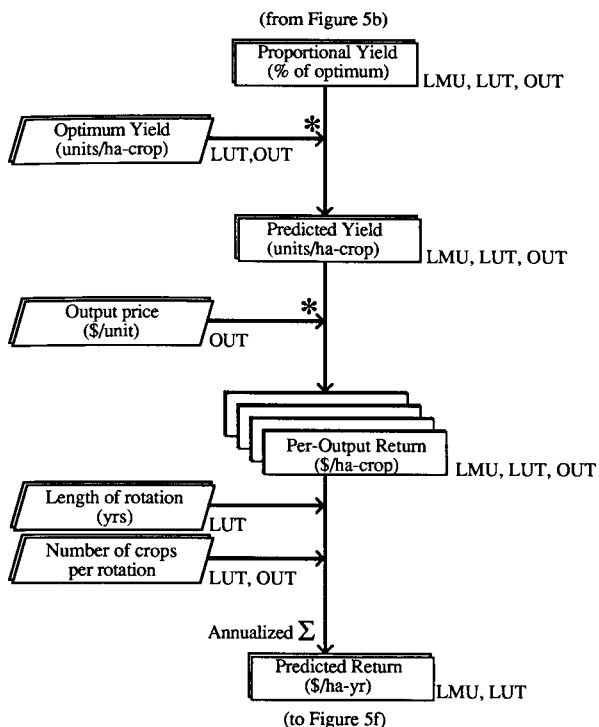 (from Figure 5b)
Proportional Yield
(% of optimum)
LMU, LUT, OUT
*
Optimum Yield
(units/ha-crop)
LUT,OUT
Predicted Yield
(units/ha-crop)
LMU, LUT, OUT
*
Output price
($/unit)
OUT
Per-Output Return
($/ha-crop)
LMU, LUT, OUT
Length of rotation
(yrs)
LUT
Number of crops
per rotation
LUT, OUT
Annualized Σ
Predicted Return
($/ha-yr)
LMU, LUT
(to Figure 5f)